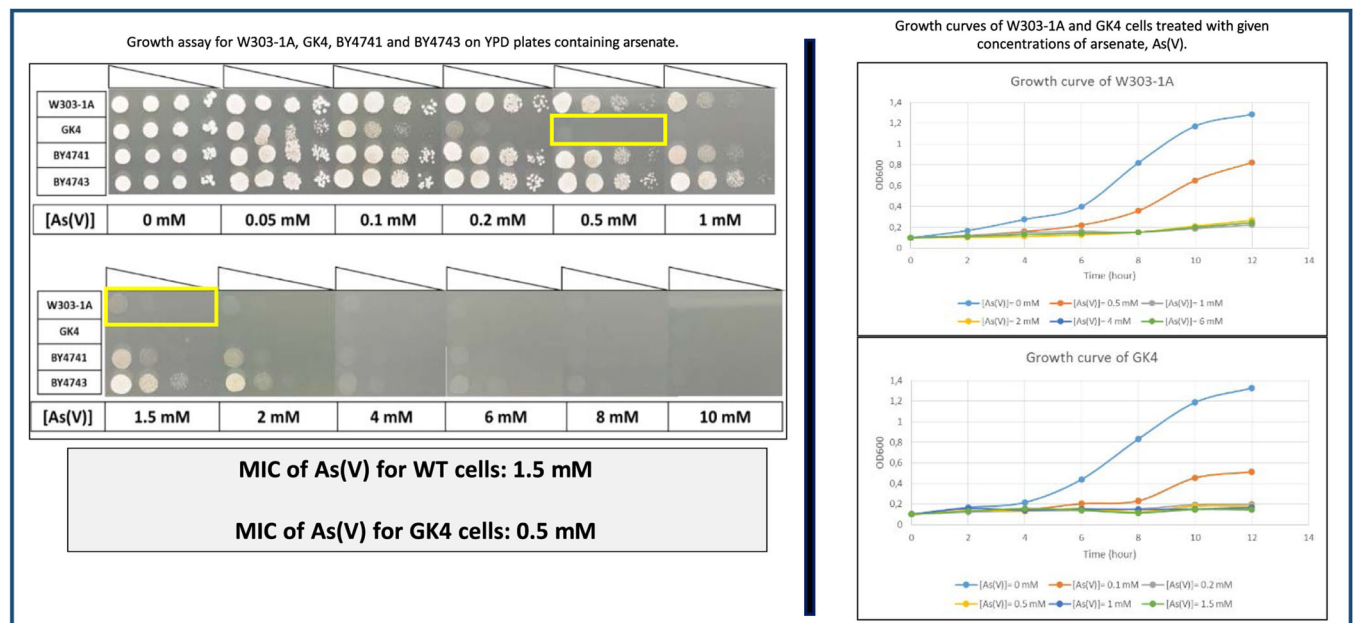 Growth assay for W303-1A, GK4, BY4741 and BY4743 on YPD plates containing arsenate.
W303-1A
GK4
BY4741
BY4743
[As(V)] 0 mM 0.05 mM 0.1 mM 0.2 mM 0.5 mM 1 mM
W303-1A
GK4
BY4741
BY4743
[As(V)] 1.5 mM 2 mM 4 mM 6 mM 8 mM 10 mM
MIC of As(V) for WT cells: 1.5 mM
MIC of As(V) for GK4 cells: 0.5 mM
Growth curves of W303-1A and GK4 cells treated with given
concentrations of arsenate, As(V).
Growth curve of W303-1A
OD600
1,4
1,2
1
0,8
0,6
0,4
0,2
0
0 2 4 6 8 10 12 14
Time (hour)
[As(V)]= 0 mM [As(V)]= 0.5 mM [As(V)]= 1 mM
[As(V)]= 2 mM [As(V)]= 4 mM [As(V)]= 6 mM
Growth curve of GK4
OD600
1,4
1,2
1
0,8
0,6
0,4
0,2
0
0 2 4 6 8 10 12 14
Time (hour)
[As(V)]= 0 mM [As(V)]= 0.1 mM [As(V)]= 0.2 mM
[As(V)]= 0.5 mM [As(V)]= 1 mM [As(V)]= 1.5 mM